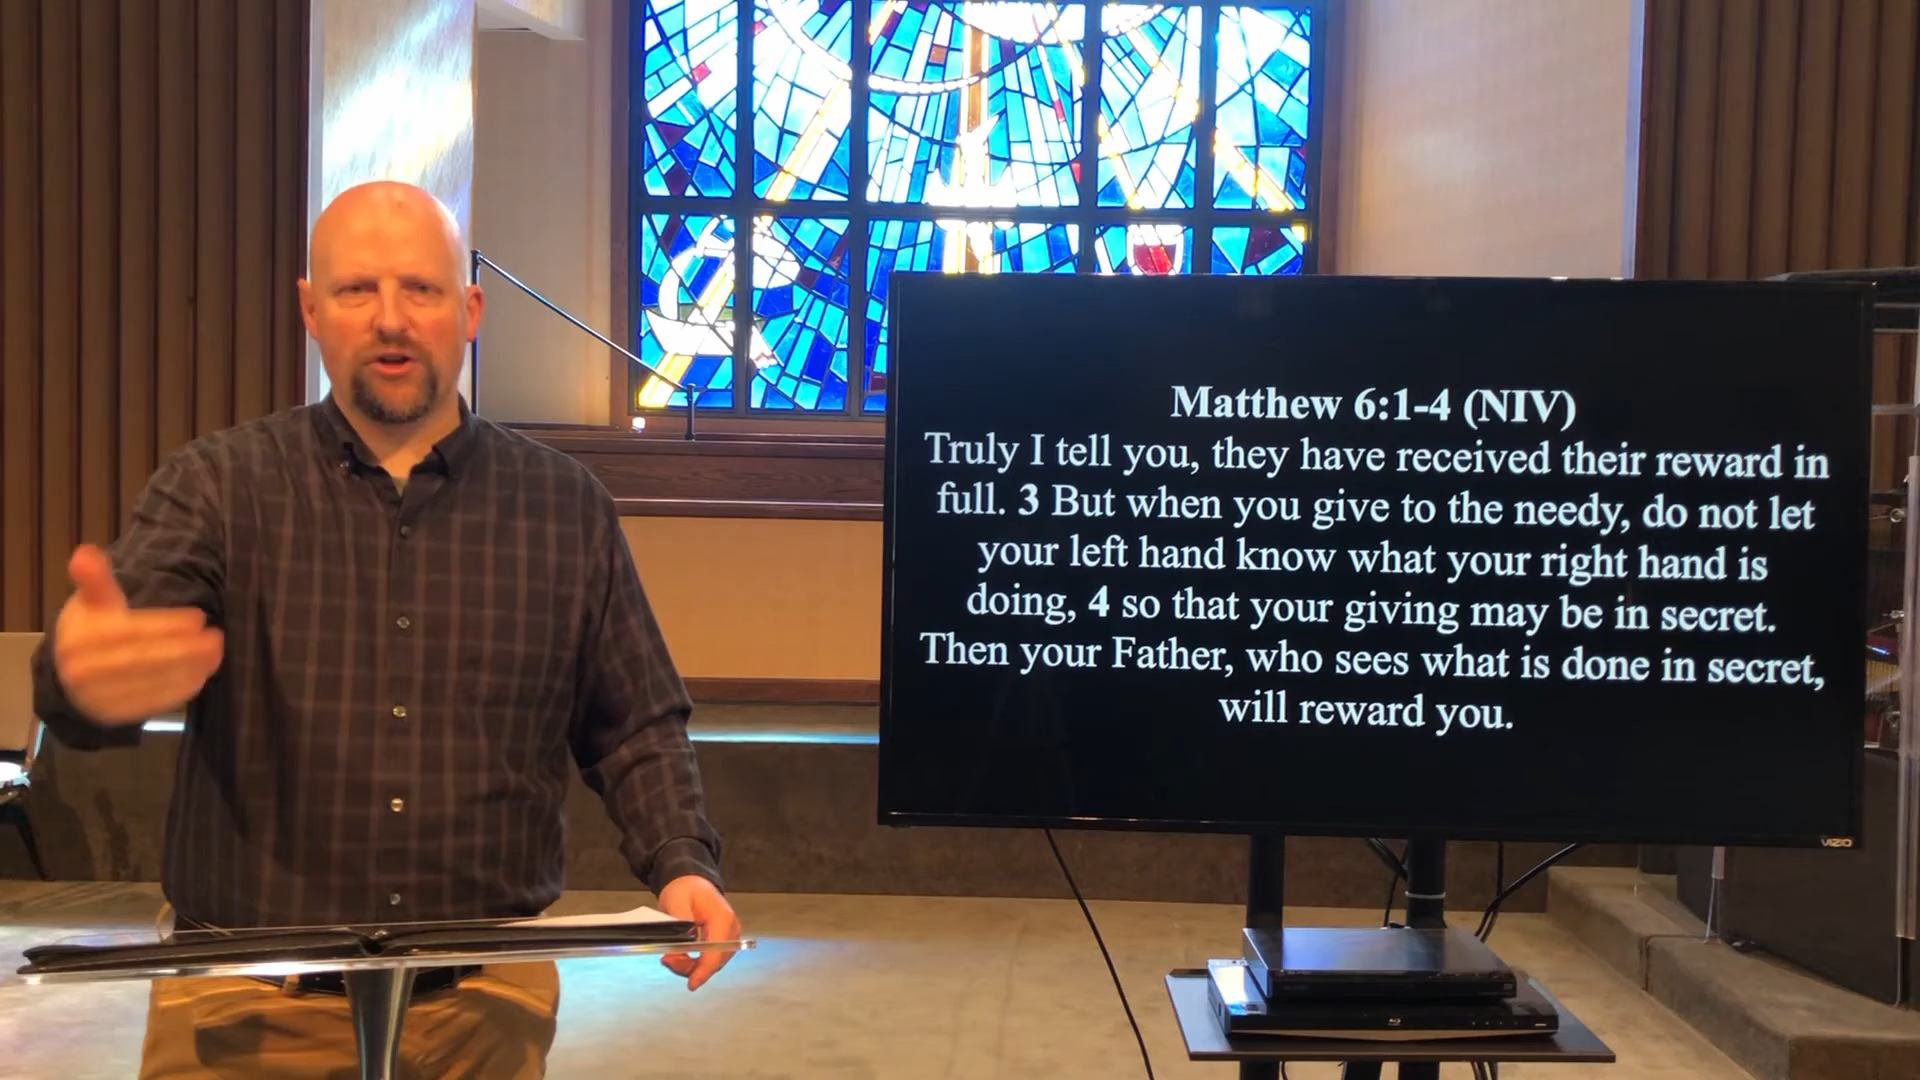 Matthew 6:1-4 (NIV)
Truly I tell you, they have received their reward in
full. 3 But when you give to the needy, do not let
your left hand know what your right hand is
doing, 4 so that your giving may be in secret.
Then your Father, who sees what is done in secret,
will reward you.
VIZIO